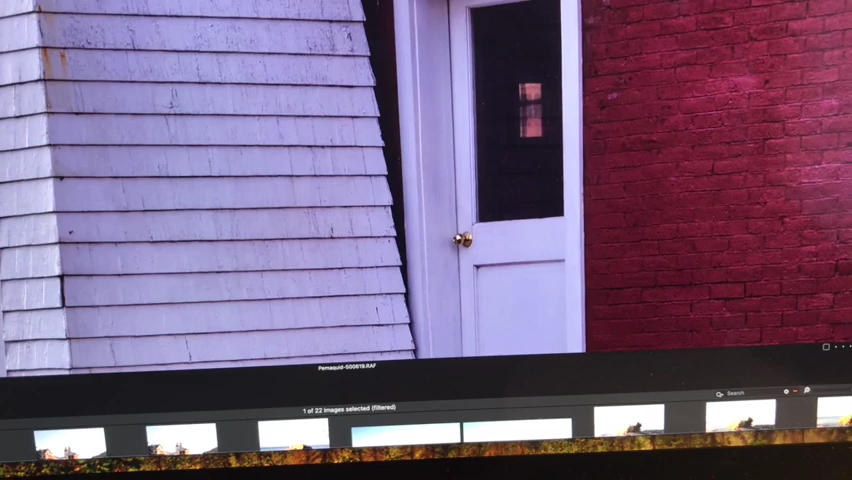 Pemaquid-500619.RAF
Search
1 of 22 images selected (filtered)